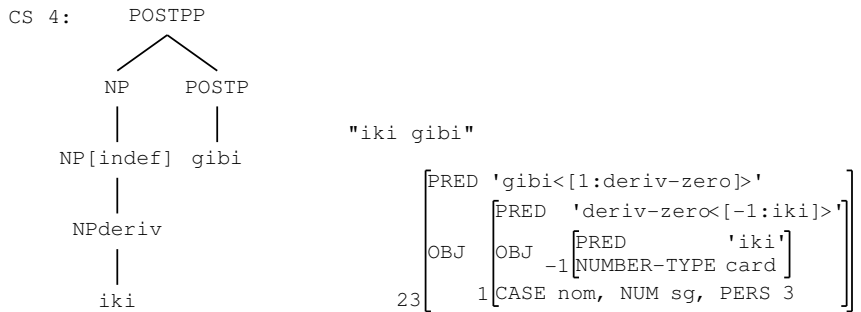 CS 4: POSTPP
NP POSTP
"iki gibi"
NP[indef] gibi
PRED 'gibi<[1:deriv-zero]>'
PRED 'deriv-zero<[-1:iki]>'
NPderiv
OBJ OBJ PRED 'iki'
-1 NUMBER-TYPE card
iki 23 1 CASE nom, NUM sg, PERS 3